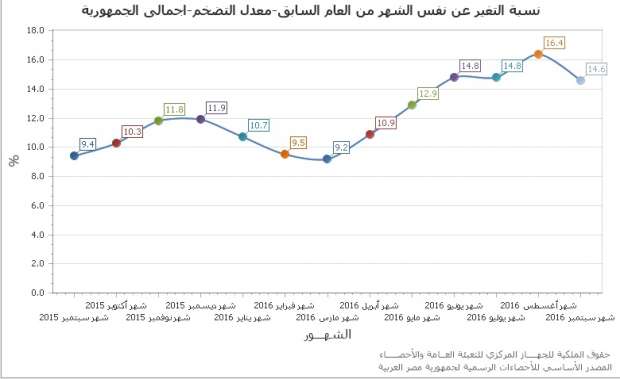 نسبة التغير عن نفس الشهر من العام السابق-معدل التضخم-اجمالى الجمهورية
18.0
16.0
14.0
12.0
10.0
8.0
6.0
4.0
2.0
0.0
%
9.4
10.3
11.8
11.9
10.7
9.5
9.2
10.9
12.9
14.8
14.8
16.4
14.6
شهر سبتمبر 2015
شهر أكتوبر 2015
شهر نوفمبر 2015
شهر ديسمبر 2015
شهر يناير 2016
شهر فبراير 2016
شهر مارس 2016
شهر أبريل 2016
شهر مايو 2016
شهر يونيو 2016
شهر يوليو 2016
شهر أغسطس 2016
شهر سبتمبر 2016
الشهـــور
حقوق الملكية للجهـــاز المركزي للتعبئة العـامة والأحصـــاء
المصدر الأساسي للأحصاءات الرسمية لجمهورية مصر العربية